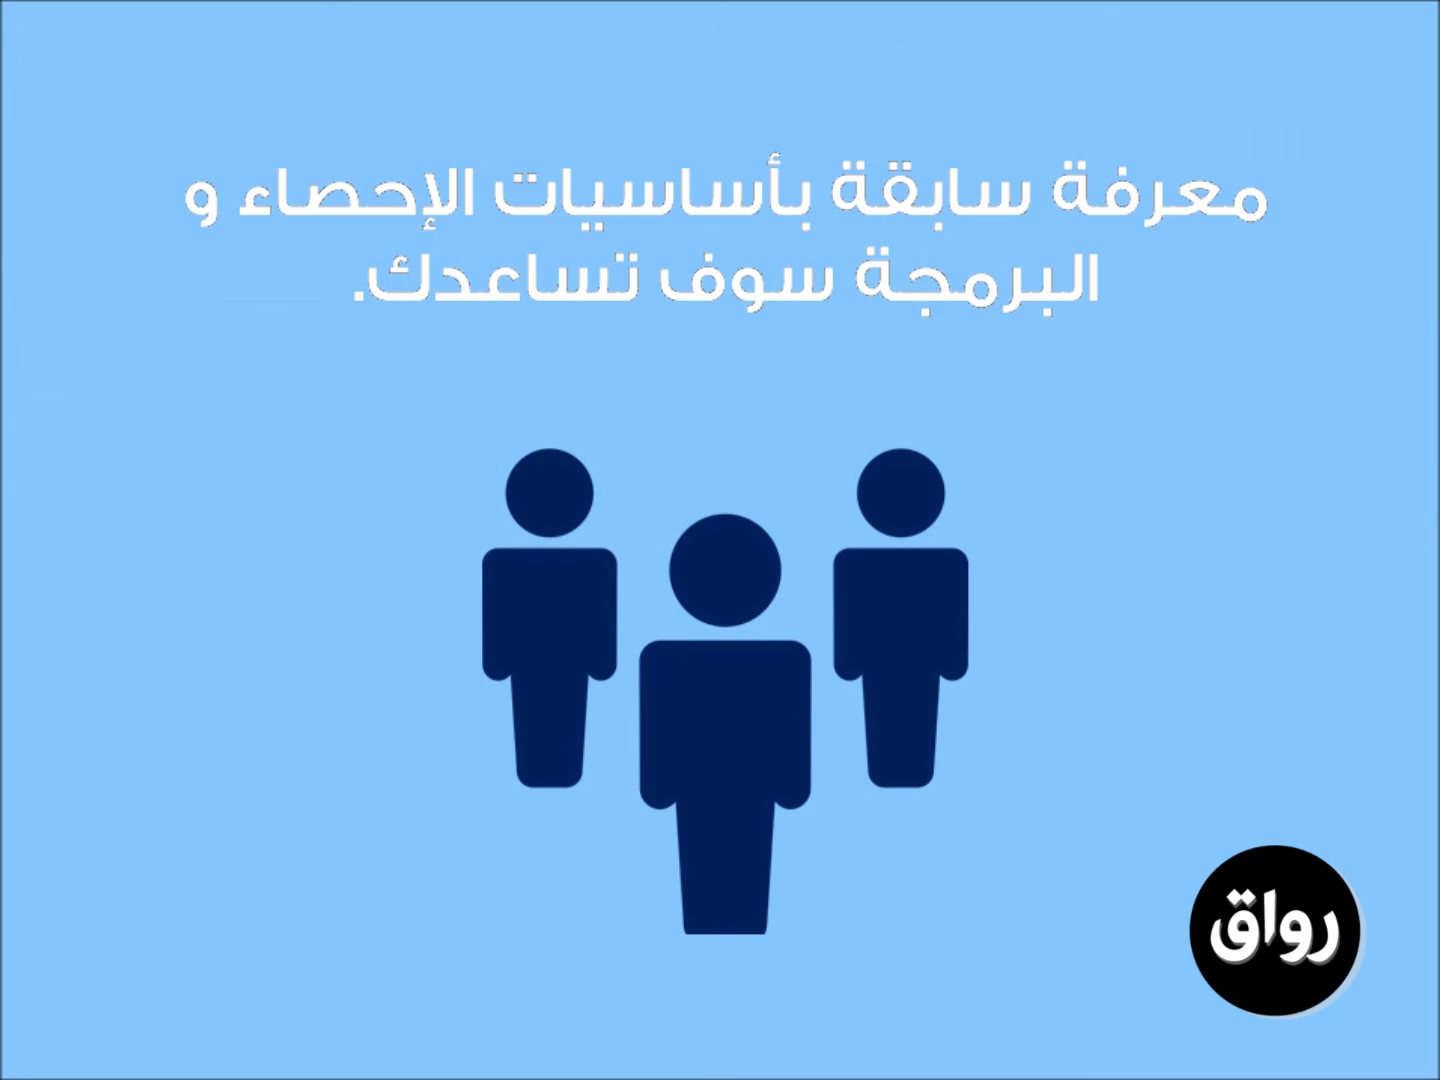 معرفة سابقة بأساسيات الإحصاء و
البرمجة سوف تساعدك.
رواق